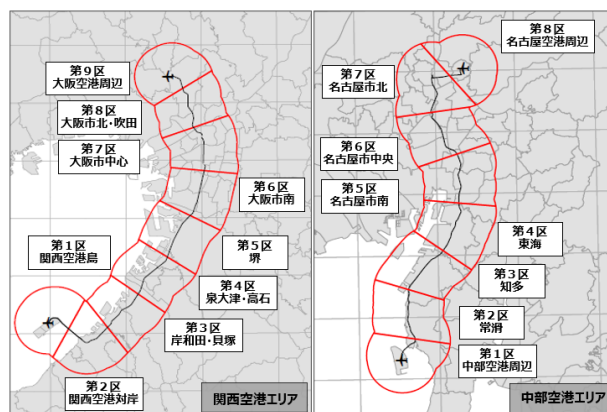 第9区
大阪空港周辺
第8区
大阪市北・吹田
第7区
大阪市中心
第6区
大阪市南
第5区
堺
第4区
泉大津・高石
第3区
岸和田・貝塚
第1区
関西空港島
第2区
関西空港対岸
関西空港エリア
第8区
名古屋空港周辺
第7区
名古屋市北
第6区
名古屋市中央
第5区
名古屋市南
第4区
東海
第3区
知多
第2区
常滑
第1区
中部空港周辺
中部空港エリア